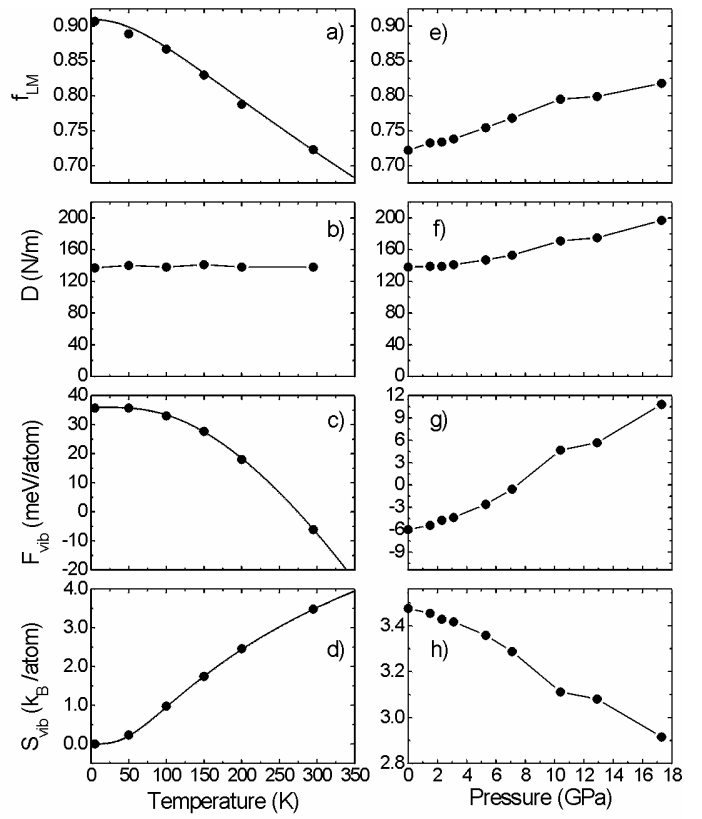 0.90
0.85
0.80
0.75
0.70
f_LM
a)
0.90
0.85
0.80
0.75
0.70
e)
200
160
120
80
40
0
D (N/m)
b)
200
160
120
80
40
0
f)
40
30
20
10
0
-10
-20
F_vib (meV/atom)
c)
12
9
6
3
0
-3
-6
-9
g)
4.0
3.0
2.0
1.0
0.0
S_vib (k_B/atom)
d)
3.4
3.2
3.0
2.8
h)
0 50 100 150 200 250 300 350
Temperature (K)
0 2 4 6 8 10 12 14 16 18
Pressure (GPa)